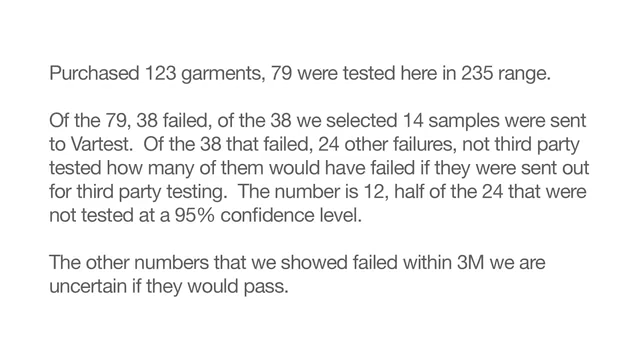 Purchased 123 garments, 79 were tested here in 235 range.
Of the 79, 38 failed, of the 38 we selected 14 samples were sent
to Vartest.  Of the 38 that failed, 24 other failures, not third party
tested how many of them would have failed if they were sent out
for third party testing.  The number is 12, half of the 24 that were
not tested at a 95% confidence level.
The other numbers that we showed failed within 3M we are
uncertain if they would pass.